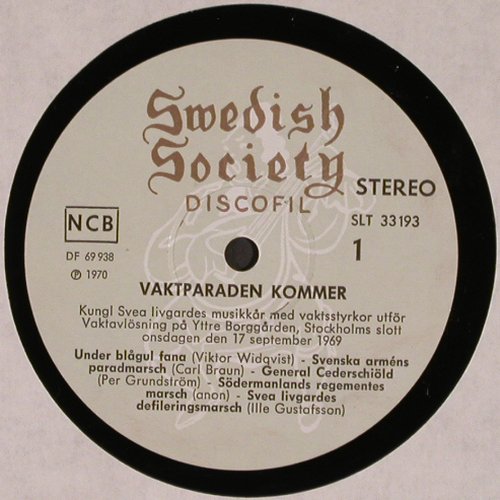 Swedish
Society
DISCOFIL
STEREO
NCB
SLT 33193
DF 69938
℗ 1970
1
VAKTPARADEN KOMMER
Kungl Svea livgardes musikkår med vaktsstyrkor utför
Vaktavlösning på Yttre Borggården, Stockholms slott
onsdagen den 17 september 1969
Under blågul fana (Viktor Widqvist) - Svenska arméns
paradmarsch (Carl Braun) - General Cederschiöld
(Per Grundström) - Södermanlands regementes
marsch (anon) - Svea livgardes
defileringsmarsch (Ille Gustafsson)